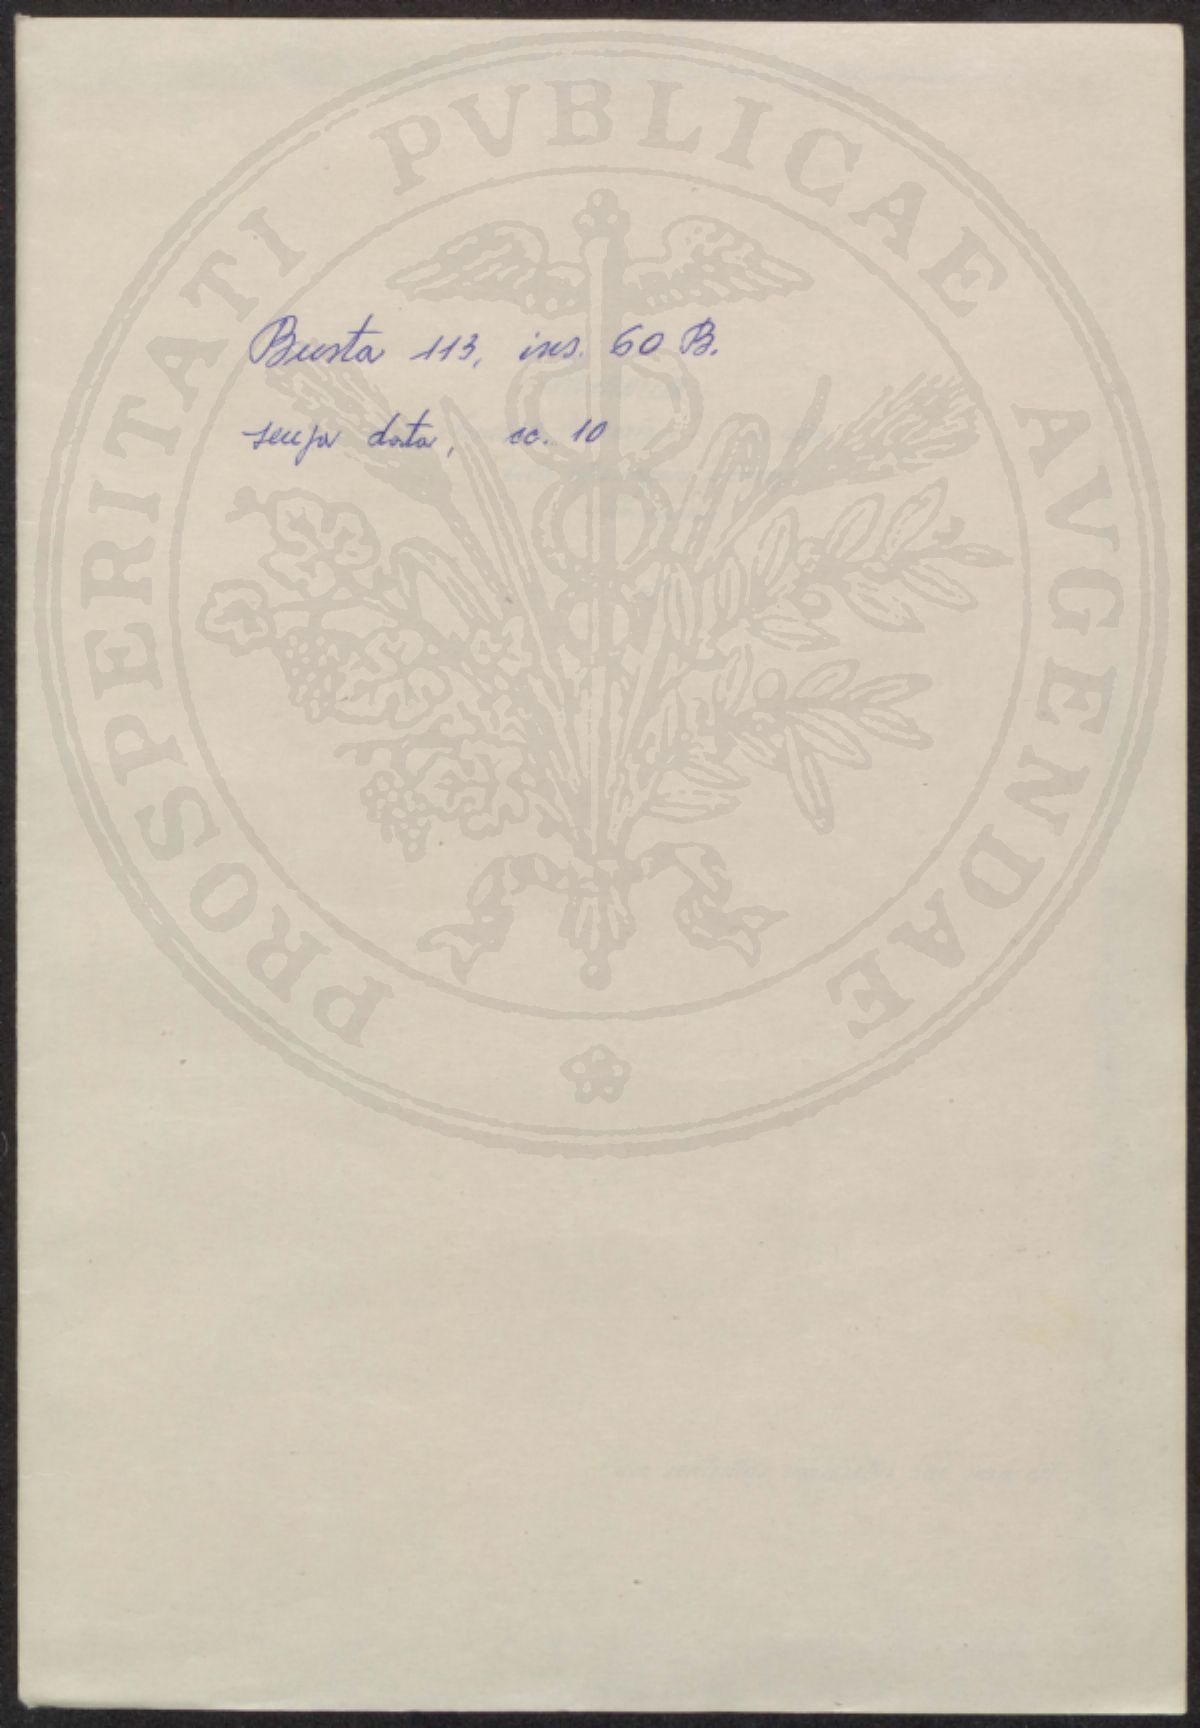 PROSPERITATI PVBLICAE AVGENDAE
Busta 113, ins. 60 B.
senza data, cc. 10